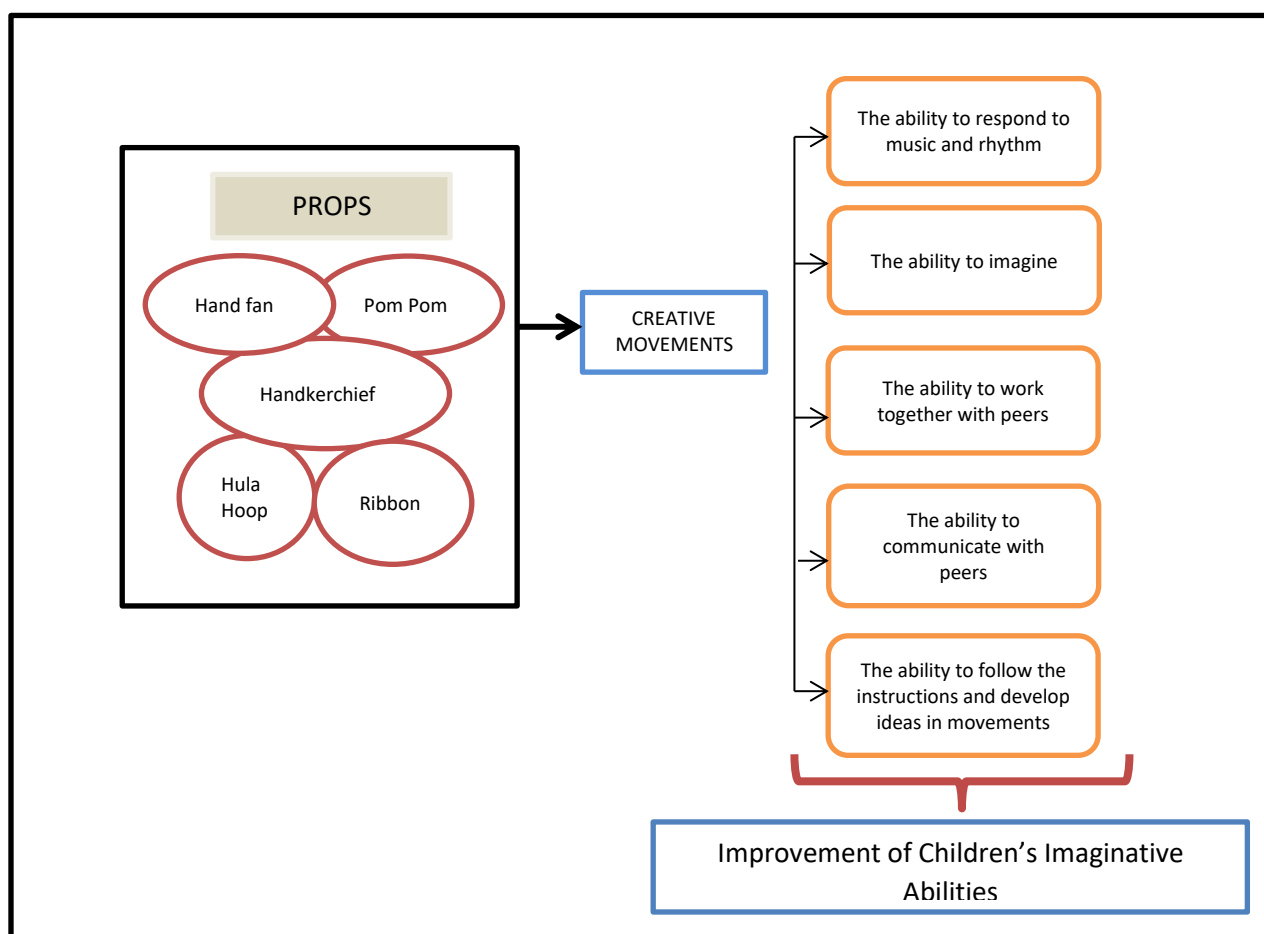 PROPS
Hand fan
Pom Pom
Handkerchief
Hula
Hoop
Ribbon
CREATIVE
MOVEMENTS
The ability to respond to
music and rhythm
The ability to imagine
The ability to work
together with peers
The ability to
communicate with
peers
The ability to follow the
instructions and develop
ideas in movements
Improvement of Children’s Imaginative
Abilities